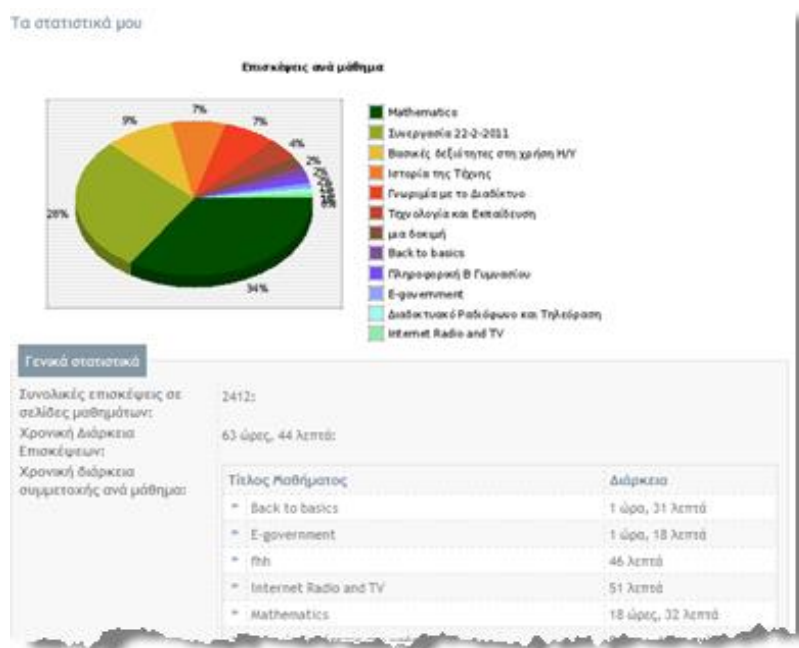 Τα στατιστικά μου
Επισκέψεις ανά μάθημα
7%
9%
7%
4%
2%
28%
34%
Mathematics
Συνεργασία 22-2-2011
Βασικές δεξιότητες στη χρήση Η/Υ
Ιστορία της Τέχνης
Γνωριμία με το Διαδίκτυο
Τεχνολογία και Εκπαίδευση
μια δοκιμή
Back to basics
Πληροφορική Β Γυμνασίου
E-government
Διαδικτυακό Ραδιόφωνο και Τηλεόραση
Internet Radio and TV
Γενικά στατιστικά
Συνολικές επισκέψεις σε
σελίδες μαθημάτων:
2412:
Χρονική Διάρκεια
Επισκέψεων:
63 ώρες, 44 λεπτά:
Χρονική διάρκεια
συμμετοχής ανά μάθημα:
Τίτλος Μαθήματος Διάρκεια
Back to basics 1 ώρα, 31 λεπτά
E-government 1 ώρα, 18 λεπτά
fhh 46 λεπτά
Internet Radio and TV 51 λεπτά
Mathematics 18 ώρες, 32 λεπτά